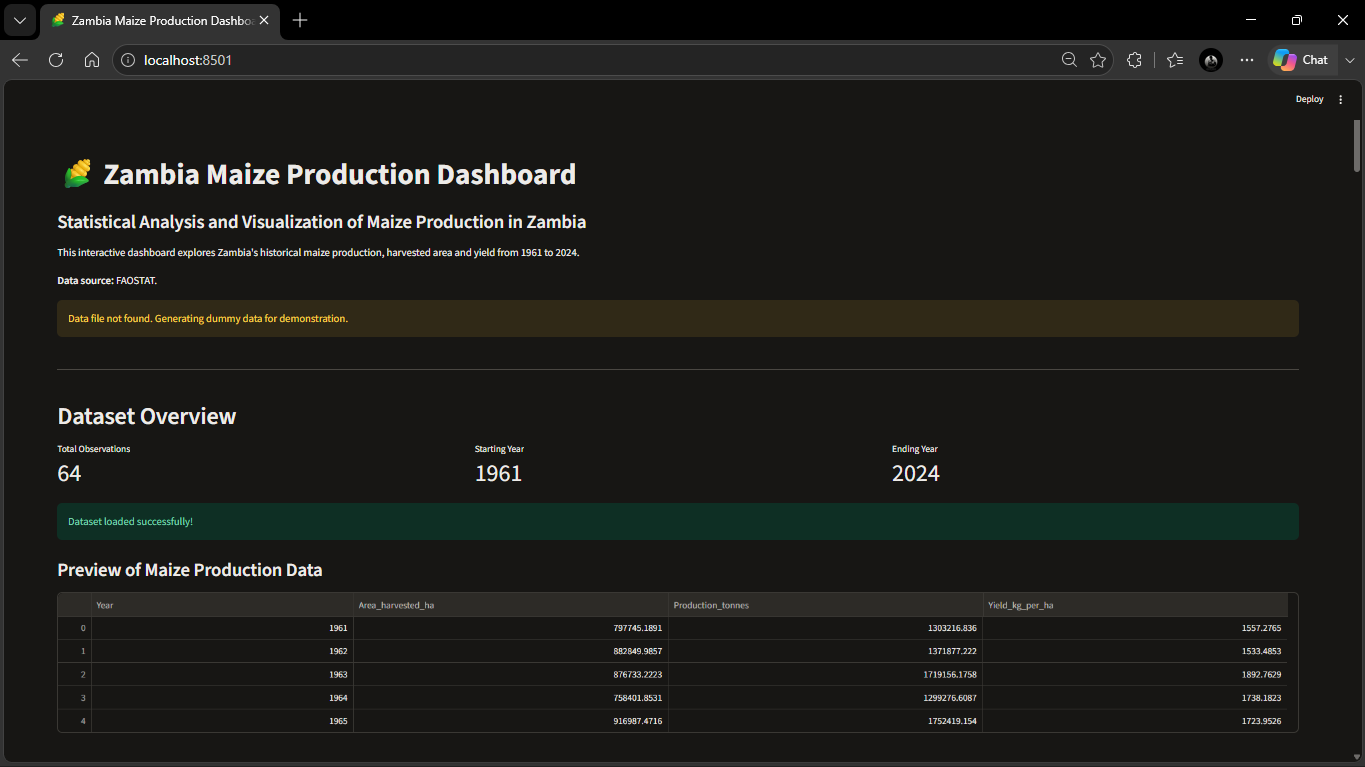 Zambia Maize Production Dashbo
localhost:8501
Chat
Deploy
Zambia Maize Production Dashboard
Statistical Analysis and Visualization of Maize Production in Zambia
This interactive dashboard explores Zambia's historical maize production, harvested area and yield from 1961 to 2024.
Data source: FAOSTAT.
Data file not found. Generating dummy data for demonstration.
Dataset Overview
Total Observations Starting Year Ending Year
64 1961 2024
Dataset loaded successfully!
Preview of Maize Production Data
Year Area_harvested_ha Production_tonnes Yield_kg_per_ha
0 1961 797745.1891 1303216.836 1557.2765
1 1962 882849.9857 1371877.222 1533.4853
2 1963 876733.2223 1719156.1758 1892.7629
3 1964 758401.8531 1299276.6087 1738.1823
4 1965 916987.4716 1752419.154 1723.9526